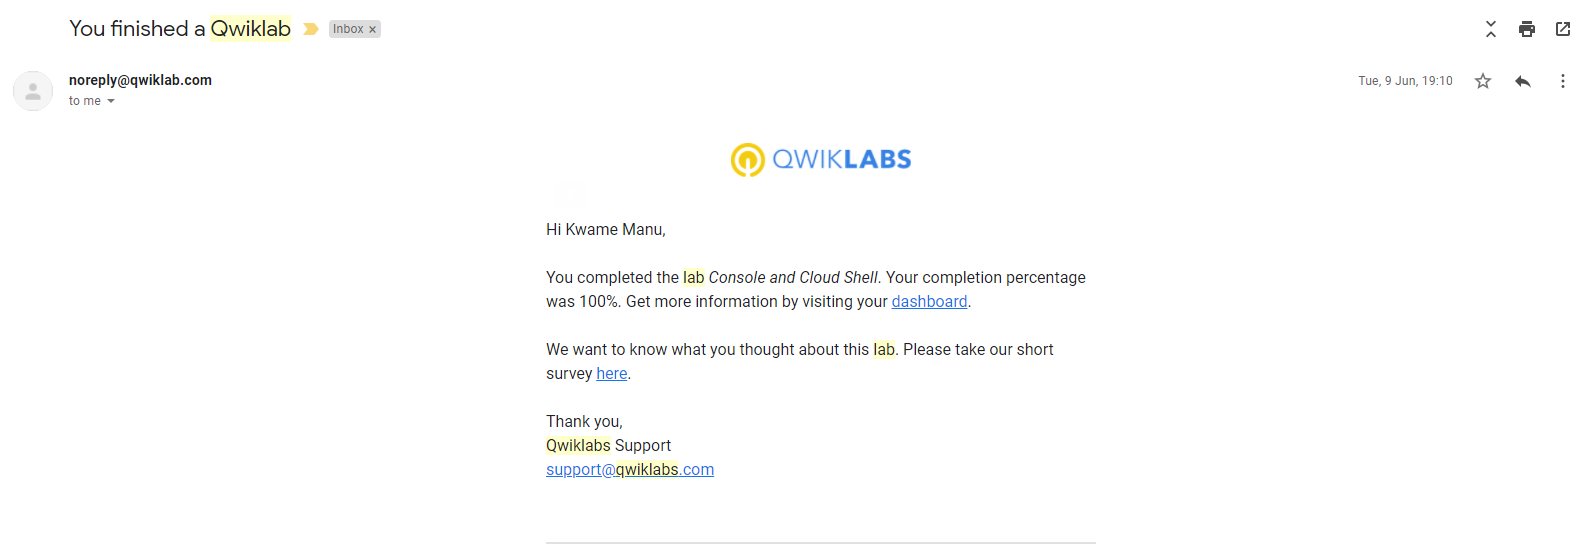 You finished a Qwiklab
Inbox ×
noreply@qwiklab.com
Tue, 9 Jun, 19:10
to me
QWIKLABS
Hi Kwame Manu,
You completed the lab Console and Cloud Shell. Your completion percentage
was 100%. Get more information by visiting your dashboard.
We want to know what you thought about this lab. Please take our short
survey here.
Thank you,
Qwiklabs Support
support@qwiklabs.com